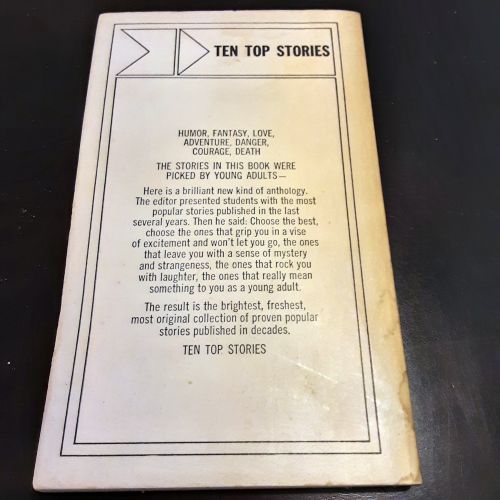 TEN TOP STORIES
HUMOR, FANTASY, LOVE,
ADVENTURE, DANGER,
COURAGE, DEATH
THE STORIES IN THIS BOOK WERE
PICKED BY YOUNG ADULTS—
Here is a brilliant new kind of anthology.
The editor presented students with the most
popular stories published in the last
several years. Then he said: Choose the best,
choose the ones that grip you in a vise
of excitement and won't let you go, the ones
that leave you with a sense of mystery
and strangeness, the ones that rock you
with laughter, the ones that really mean
something to you as a young adult.
The result is the brightest, freshest,
most original collection of proven popular
stories published in decades.
TEN TOP STORIES